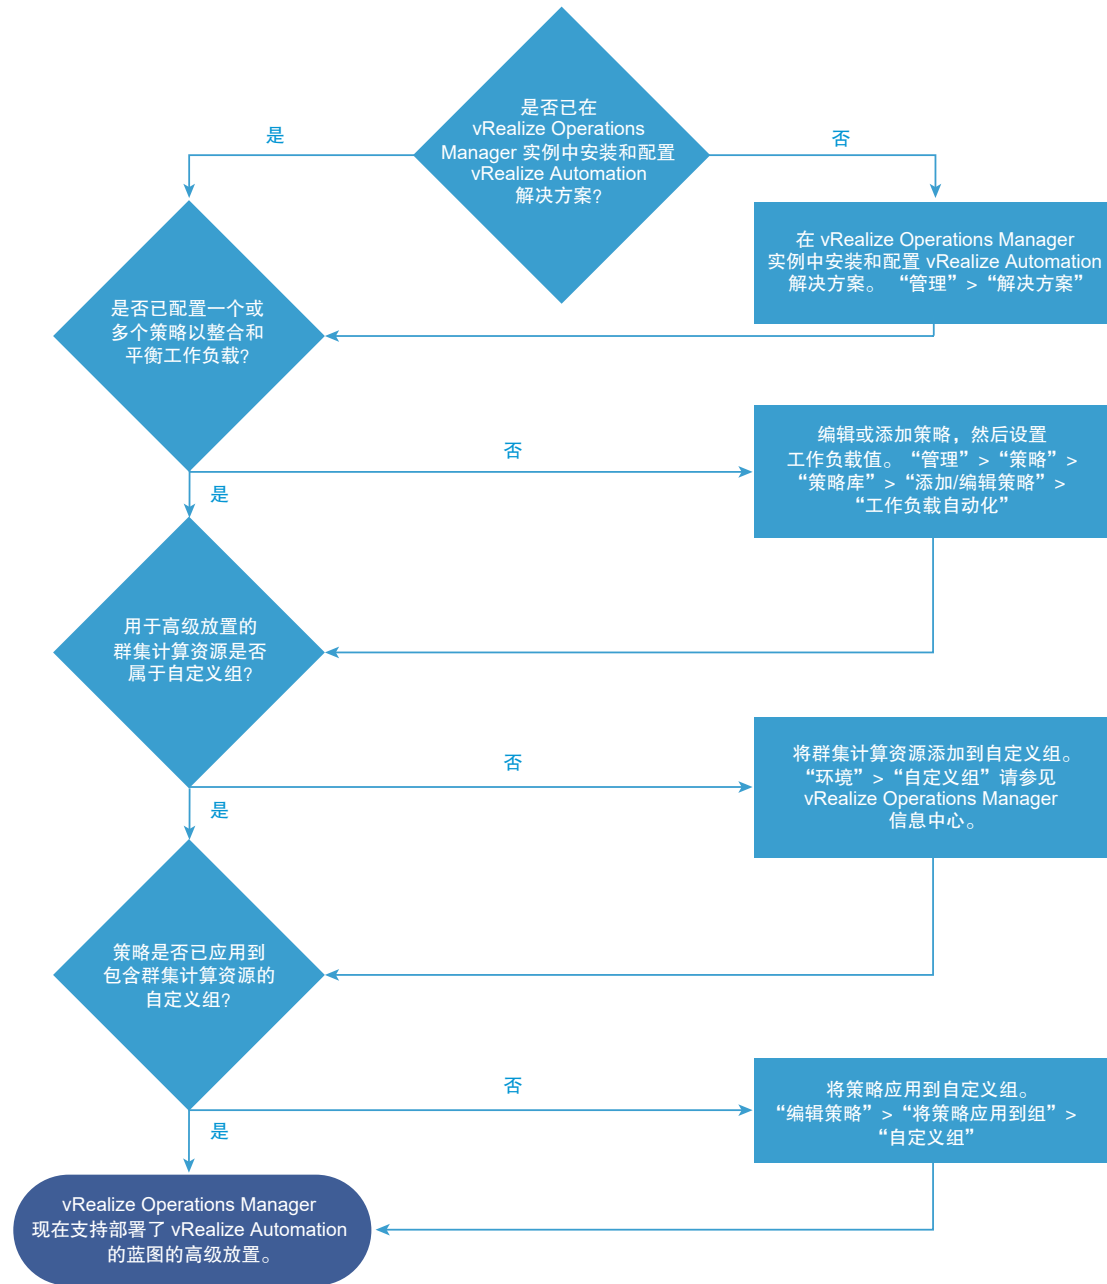 是否已在
vRealize Operations
Manager 实例中安装和配置
vRealize Automation
解决方案?
是
否
在 vRealize Operations Manager
实例中安装和配置 vRealize Automation
解决方案。 “管理” > “解决方案”
是否已配置一个或
多个策略以整合和
平衡工作负载?
否
是
编辑或添加策略，然后设置
工作负载值。 “管理” > “策略” >
“策略库” > “添加/编辑策略” >
“工作负载自动化”
用于高级放置的
群集计算资源是否
属于自定义组?
否
是
将群集计算资源添加到自定义组。
“环境” > “自定义组” 请参见
vRealize Operations Manager
信息中心。
策略是否已应用到
包含群集计算资源的
自定义组?
否
是
将策略应用到自定义组。
“编辑策略” > “将策略应用到组” >
“自定义组”
vRealize Operations Manager
现在支持部署了 vRealize Automation
的蓝图的高级放置。